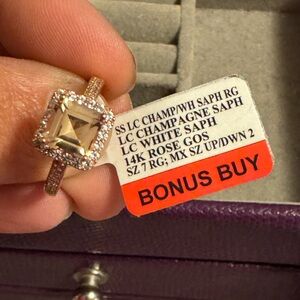 SS LC CHAMP/WH SAPH RG
LC CHAMPAGNE SAPH
LC WHITE SAPH
14K ROSE GOS
SZ 7 RG; MX SZ UP/DWN 2
BONUS BUY